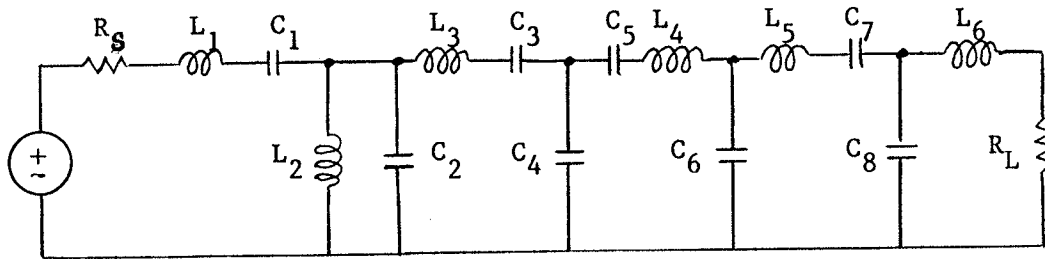 R_S L_1 C_1 L_3 C_3 C_5 L_4 L_5 C_7 L_6
+
~
L_2 C_2 C_4 C_6 C_8 R_L